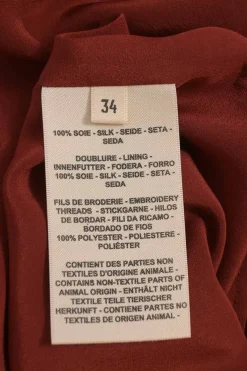 34
100% SOIE - SILK - SEIDE - SETA -
SEDA
DOUBLURE - LINING -
INNENFUTTER - FODERA - FORRO
100% SOIE - SILK - SEIDE - SETA -
SEDA
FILS DE BRODERIE - EMBROIDERY
THREADS - STICKGARNE - HILOS
DE BORDAR - FILI DA RICAMO -
BORDADO DE FIOS
100% POLYESTER - POLIESTERE -
POLIÉSTER
CONTIENT DES PARTIES NON
TEXTILES D'ORIGINE ANIMALE -
CONTAINS NON-TEXTILE PARTS OF
ANIMAL ORIGIN - ENTHÄLT NICHT
TEXTILE TEILE TIERISCHER
HERKUNFT - CONTIENE PARTES NO
TEXTILES DE ORIGEN ANIMAL -